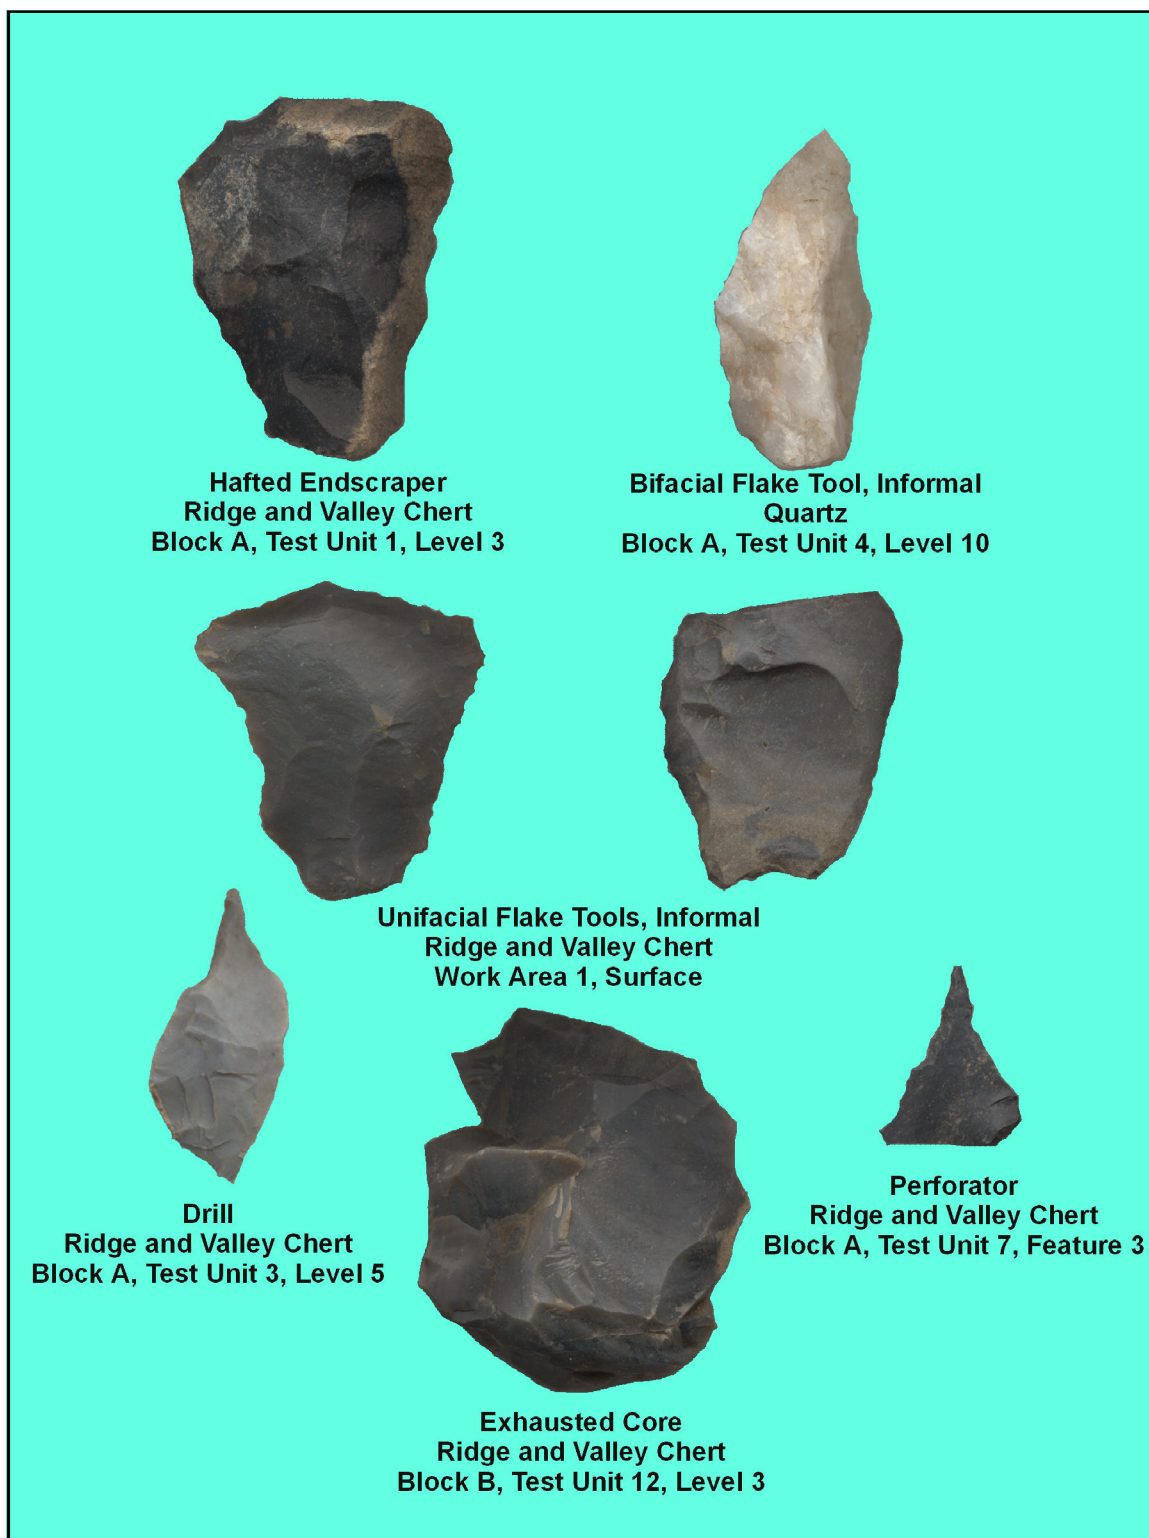 Hafted Endscraper
Ridge and Valley Chert
Block A, Test Unit 1, Level 3
Bifacial Flake Tool, Informal
Quartz
Block A, Test Unit 4, Level 10
Unifacial Flake Tools, Informal
Ridge and Valley Chert
Work Area 1, Surface
Drill
Ridge and Valley Chert
Block A, Test Unit 3, Level 5
Perforator
Ridge and Valley Chert
Block A, Test Unit 7, Feature 3
Exhausted Core
Ridge and Valley Chert
Block B, Test Unit 12, Level 3